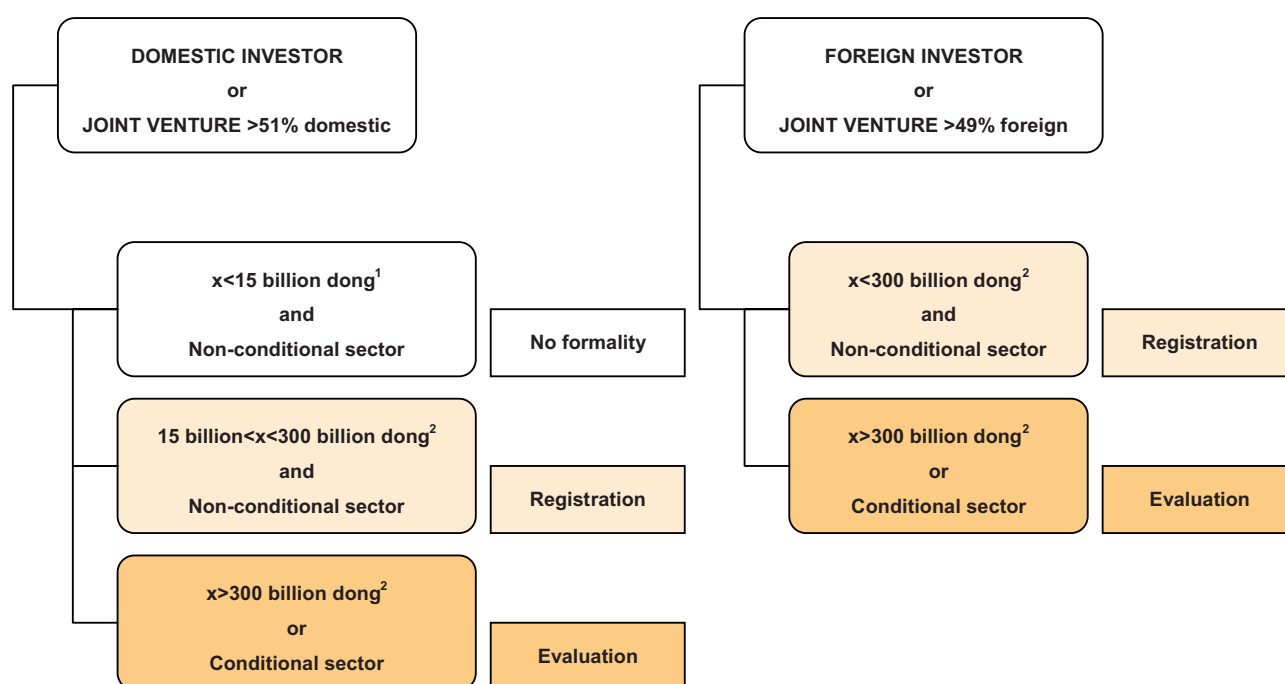 DOMESTIC INVESTOR
or
JOINT VENTURE >51% domestic
x<15 billion dong¹
and
Non-conditional sector
No formality
15 billion<x<300 billion dong²
and
Non-conditional sector
Registration
x>300 billion dong²
or
Conditional sector
Evaluation
FOREIGN INVESTOR
or
JOINT VENTURE >49% foreign
x<300 billion dong²
and
Non-conditional sector
Registration
x>300 billion dong²
or
Conditional sector
Evaluation